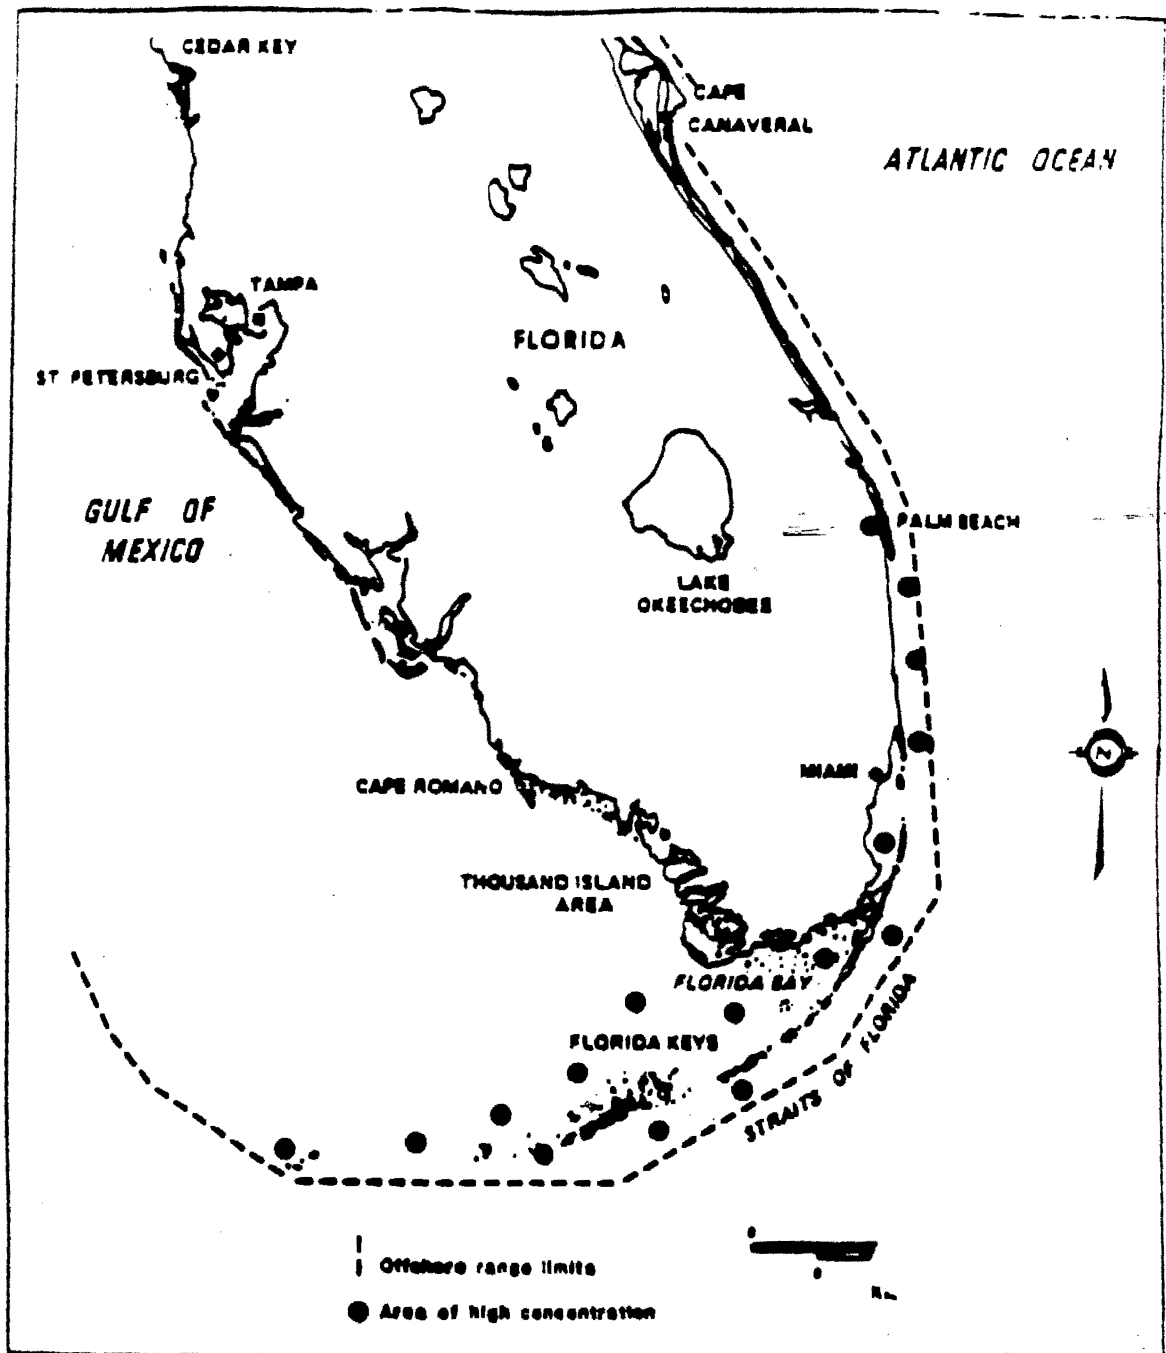 CEDAR KEY
CAPE
CANAVERAL
ATLANTIC OCEAN
TAMPA
FLORIDA
ST PETERSBURG
GULF OF
MEXICO
PALM BEACH
LAKE
OKEECHOBEE
N
MIAMI
CAPE ROMANO
THOUSAND ISLAND
AREA
FLORIDA BAY
FLORIDA KEYS
STRAITS OF FLORIDA
Offshore range limits
Area of high concentration
0